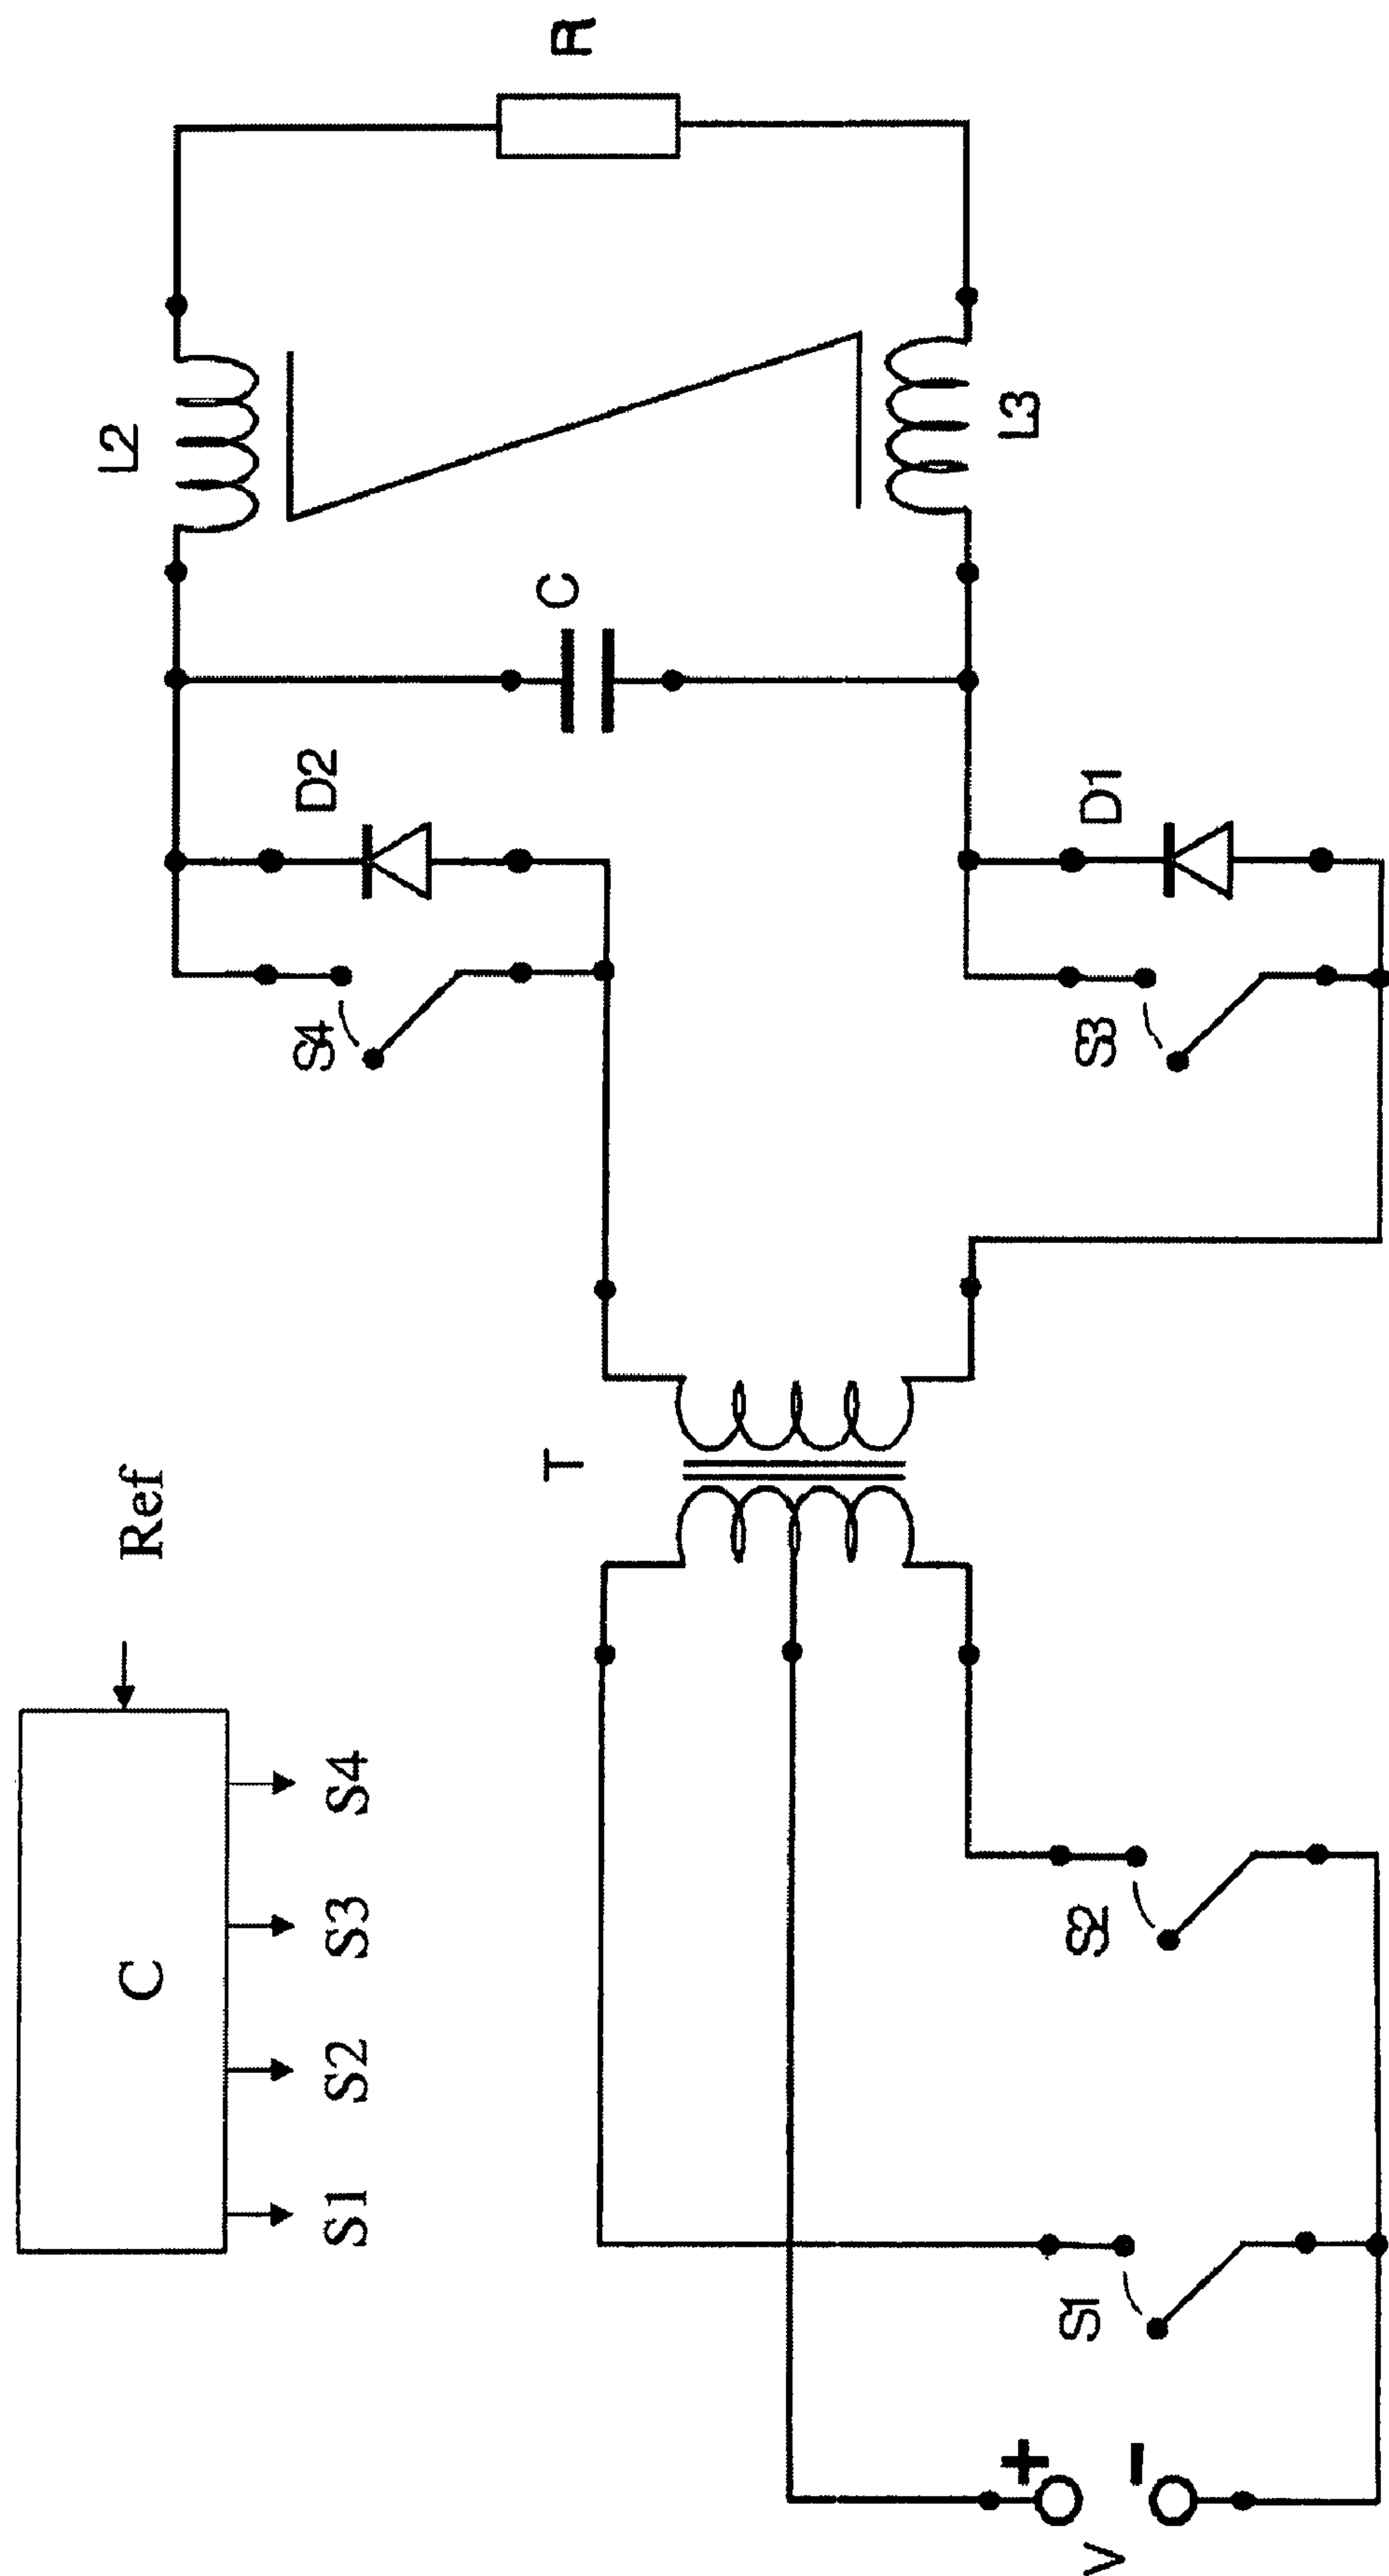 C
Ref
S1 S2 S3 S4
T
L2
R
C
D2
S4
L3
D1
S3
S2
S1
V
+
-